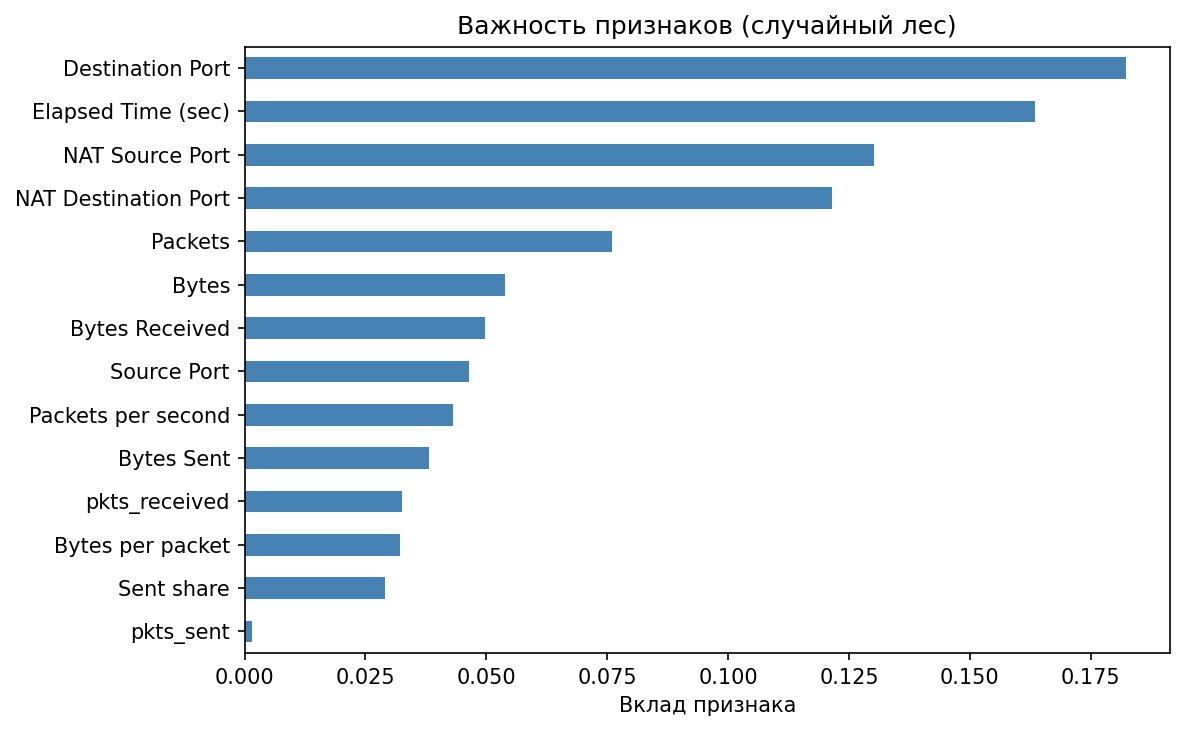 Важность признаков (случайный лес)
Destination Port
Elapsed Time (sec)
NAT Source Port
NAT Destination Port
Packets
Bytes
Bytes Received
Source Port
Packets per second
Bytes Sent
pkts_received
Bytes per packet
Sent share
pkts_sent
0.000 0.025 0.050 0.075 0.100 0.125 0.150 0.175
Вклад признака